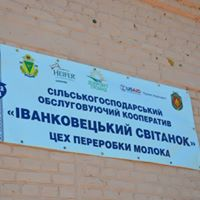 HEIFER
USAID
СІЛЬСЬКОГОСПОДАРСЬКИЙ
ОБСЛУГОВУЮЧИЙ КООПЕРАТИВ
«ІВАНКОВЕЦЬКИЙ СВІТАНОК»
ЦЕХ ПЕРЕРОБКИ МОЛОКА